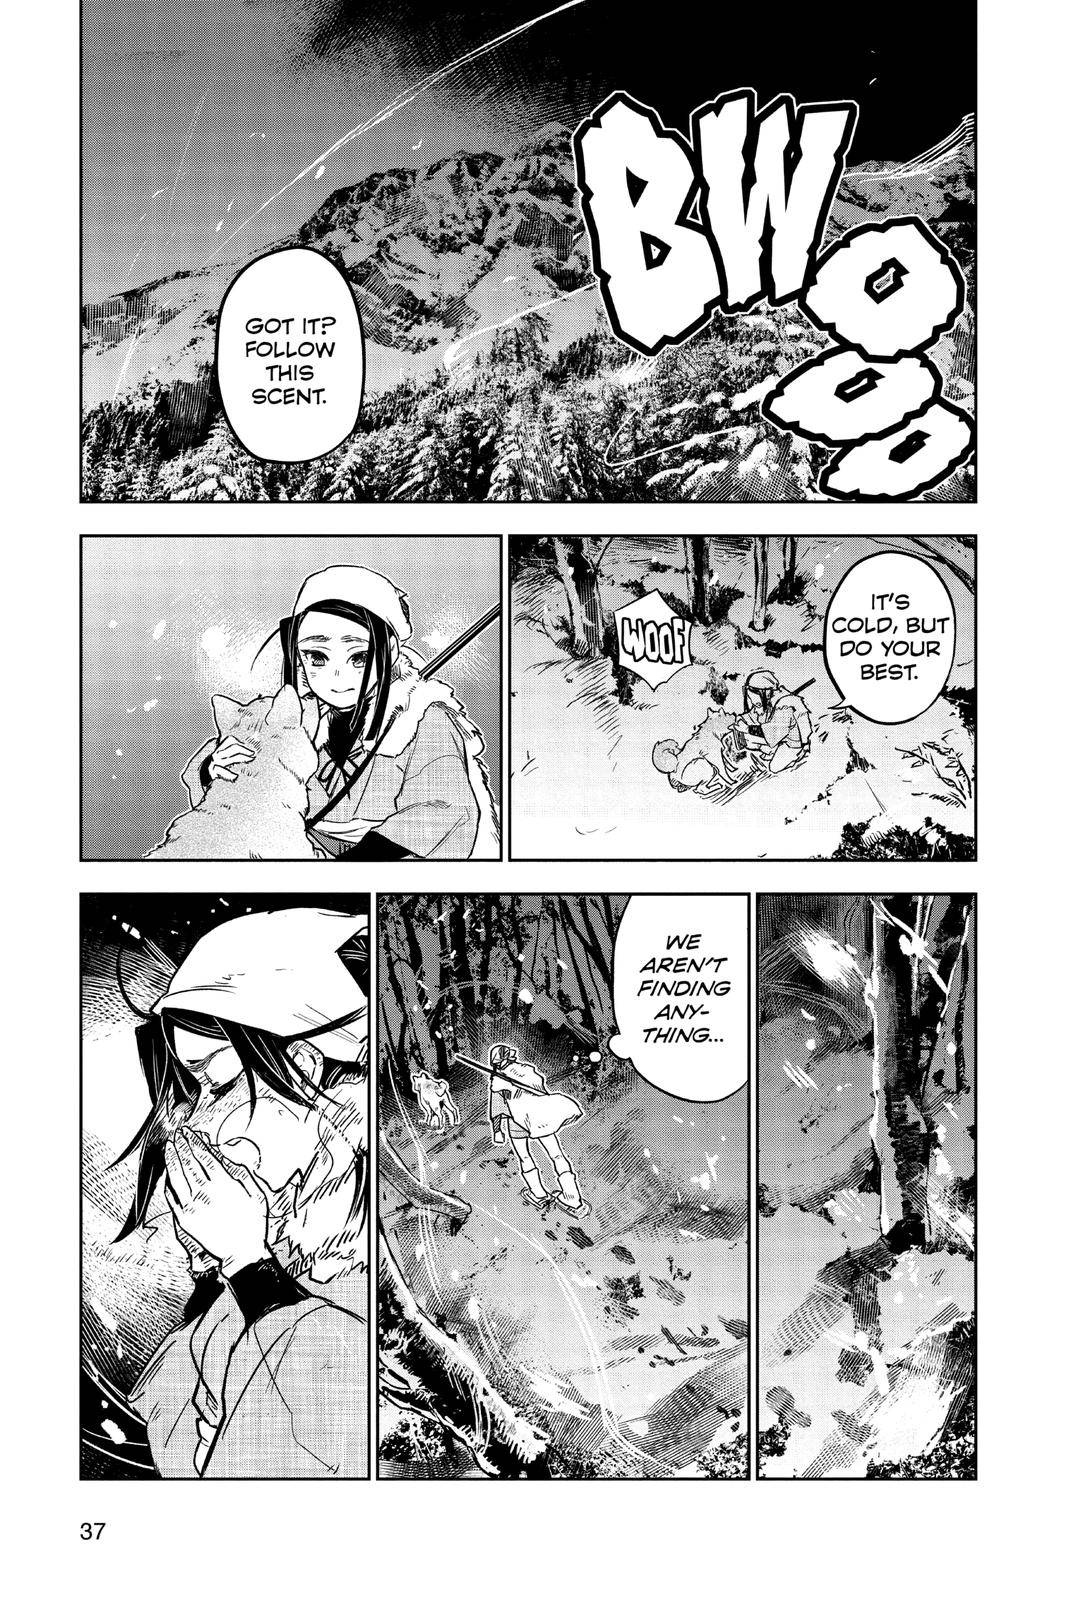 BWOOO
GOT IT?
FOLLOW
THIS
SCENT.
IT'S
COLD, BUT
DO YOUR
BEST.
WOOF
WE
AREN'T
FINDING
ANY-
THING...
37